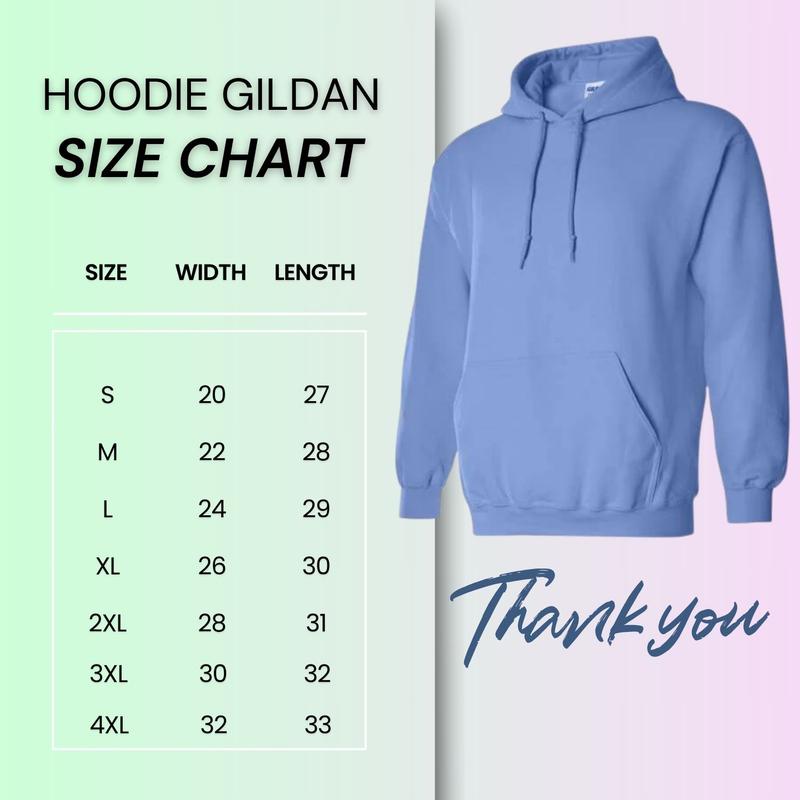 HOODIE GILDAN
SIZE CHART
SIZE WIDTH LENGTH
S 20 27
M 22 28
L 24 29
XL 26 30
2XL 28 31
3XL 30 32
4XL 32 33
Thank you